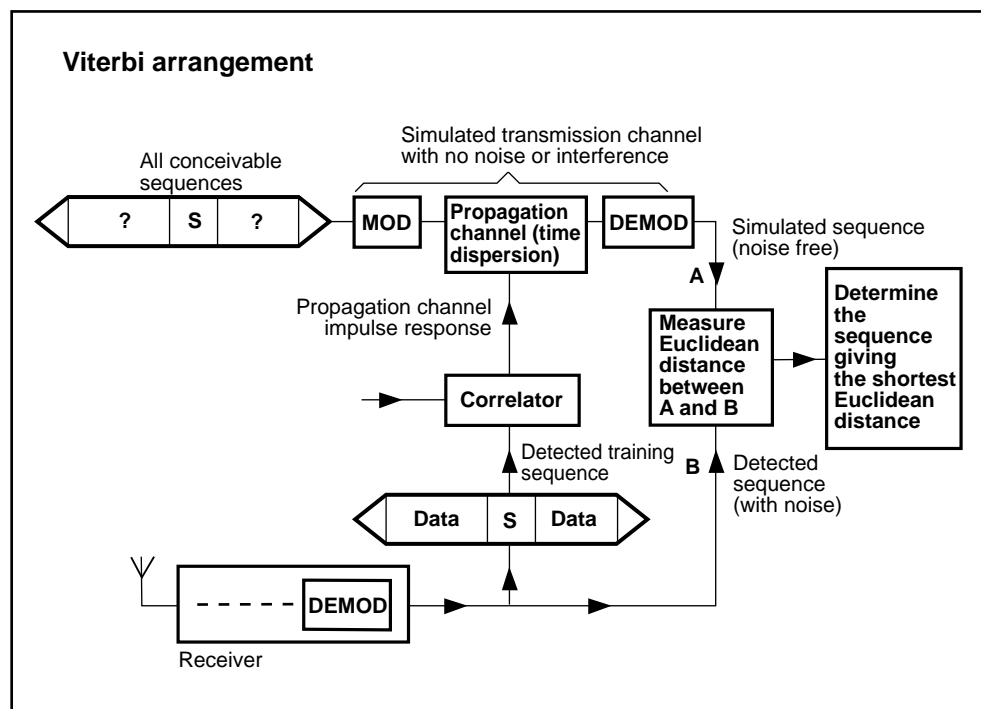 Viterbi arrangement
Simulated transmission channel
with no noise or interference
All conceivable
sequences
?
S
?
MOD
Propagation
channel (time
dispersion)
DEMOD
Simulated sequence
(noise free)
A
Propagation channel
impulse response
Measure
Euclidean
distance
between
A and B
Determine
the
sequence
giving
the shortest
Euclidean
distance
Correlator
Detected training
sequence
B
Detected
sequence
(with noise)
Data
S
Data
DEMOD
Receiver